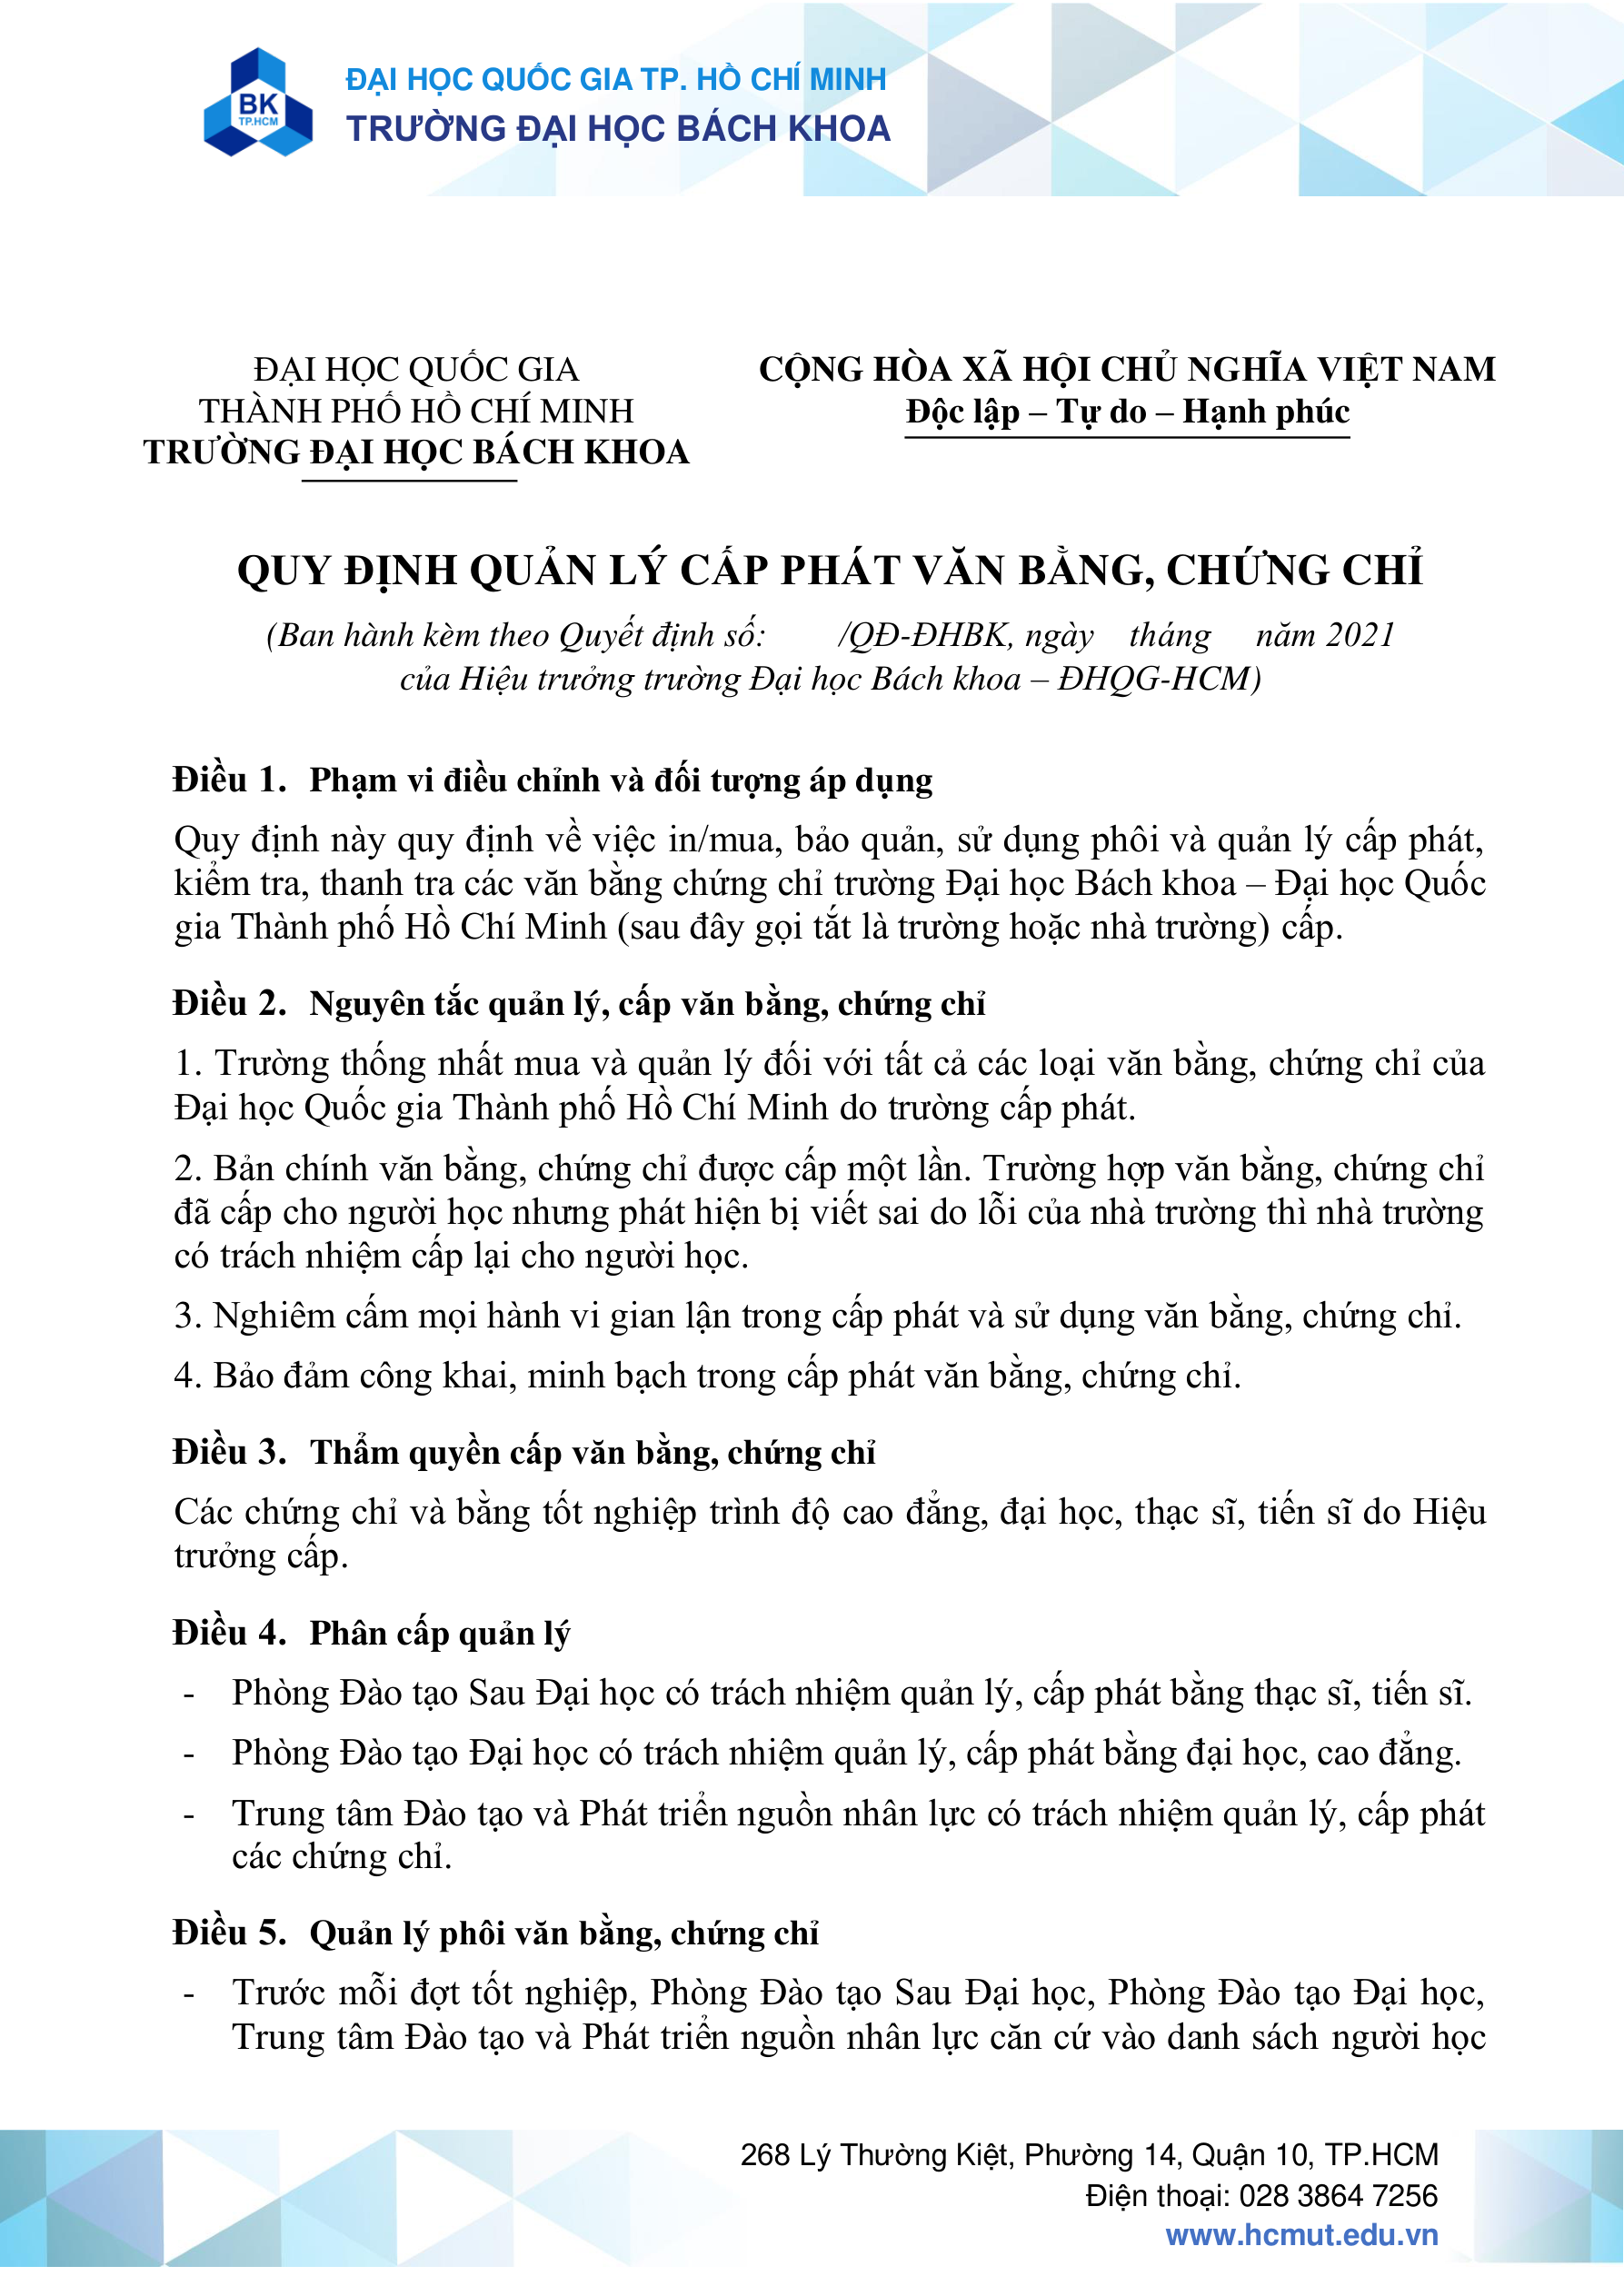 BK
TP.HCM
ĐẠI HỌC QUỐC GIA TP. HỒ CHÍ MINH
TRƯỜNG ĐẠI HỌC BÁCH KHOA
ĐẠI HỌC QUỐC GIA
THÀNH PHỐ HỒ CHÍ MINH
TRƯỜNG ĐẠI HỌC BÁCH KHOA
CỘNG HÒA XÃ HỘI CHỦ NGHĨA VIỆT NAM
Độc lập – Tự do – Hạnh phúc
QUY ĐỊNH QUẢN LÝ CẤP PHÁT VĂN BẰNG, CHỨNG CHỈ
(Ban hành kèm theo Quyết định số: /QĐ-ĐHBK, ngày tháng năm 2021
của Hiệu trưởng trường Đại học Bách khoa – ĐHQG-HCM)
Điều 1. Phạm vi điều chỉnh và đối tượng áp dụng
Quy định này quy định về việc in/mua, bảo quản, sử dụng phôi và quản lý cấp phát,
kiểm tra, thanh tra các văn bằng chứng chỉ trường Đại học Bách khoa – Đại học Quốc
gia Thành phố Hồ Chí Minh (sau đây gọi tắt là trường hoặc nhà trường) cấp.
Điều 2. Nguyên tắc quản lý, cấp văn bằng, chứng chỉ
1. Trường thống nhất mua và quản lý đối với tất cả các loại văn bằng, chứng chỉ của
Đại học Quốc gia Thành phố Hồ Chí Minh do trường cấp phát.
2. Bản chính văn bằng, chứng chỉ được cấp một lần. Trường hợp văn bằng, chứng chỉ
đã cấp cho người học nhưng phát hiện bị viết sai do lỗi của nhà trường thì nhà trường
có trách nhiệm cấp lại cho người học.
3. Nghiêm cấm mọi hành vi gian lận trong cấp phát và sử dụng văn bằng, chứng chỉ.
4. Bảo đảm công khai, minh bạch trong cấp phát văn bằng, chứng chỉ.
Điều 3. Thẩm quyền cấp văn bằng, chứng chỉ
Các chứng chỉ và bằng tốt nghiệp trình độ cao đẳng, đại học, thạc sĩ, tiến sĩ do Hiệu
trưởng cấp.
Điều 4. Phân cấp quản lý
- Phòng Đào tạo Sau Đại học có trách nhiệm quản lý, cấp phát bằng thạc sĩ, tiến sĩ.
- Phòng Đào tạo Đại học có trách nhiệm quản lý, cấp phát bằng đại học, cao đẳng.
- Trung tâm Đào tạo và Phát triển nguồn nhân lực có trách nhiệm quản lý, cấp phát
các chứng chỉ.
Điều 5. Quản lý phôi văn bằng, chứng chỉ
- Trước mỗi đợt tốt nghiệp, Phòng Đào tạo Sau Đại học, Phòng Đào tạo Đại học,
Trung tâm Đào tạo và Phát triển nguồn nhân lực căn cứ vào danh sách người học
268 Lý Thường Kiệt, Phường 14, Quận 10, TP.HCM
Điện thoại: 028 3864 7256
www.hcmut.edu.vn